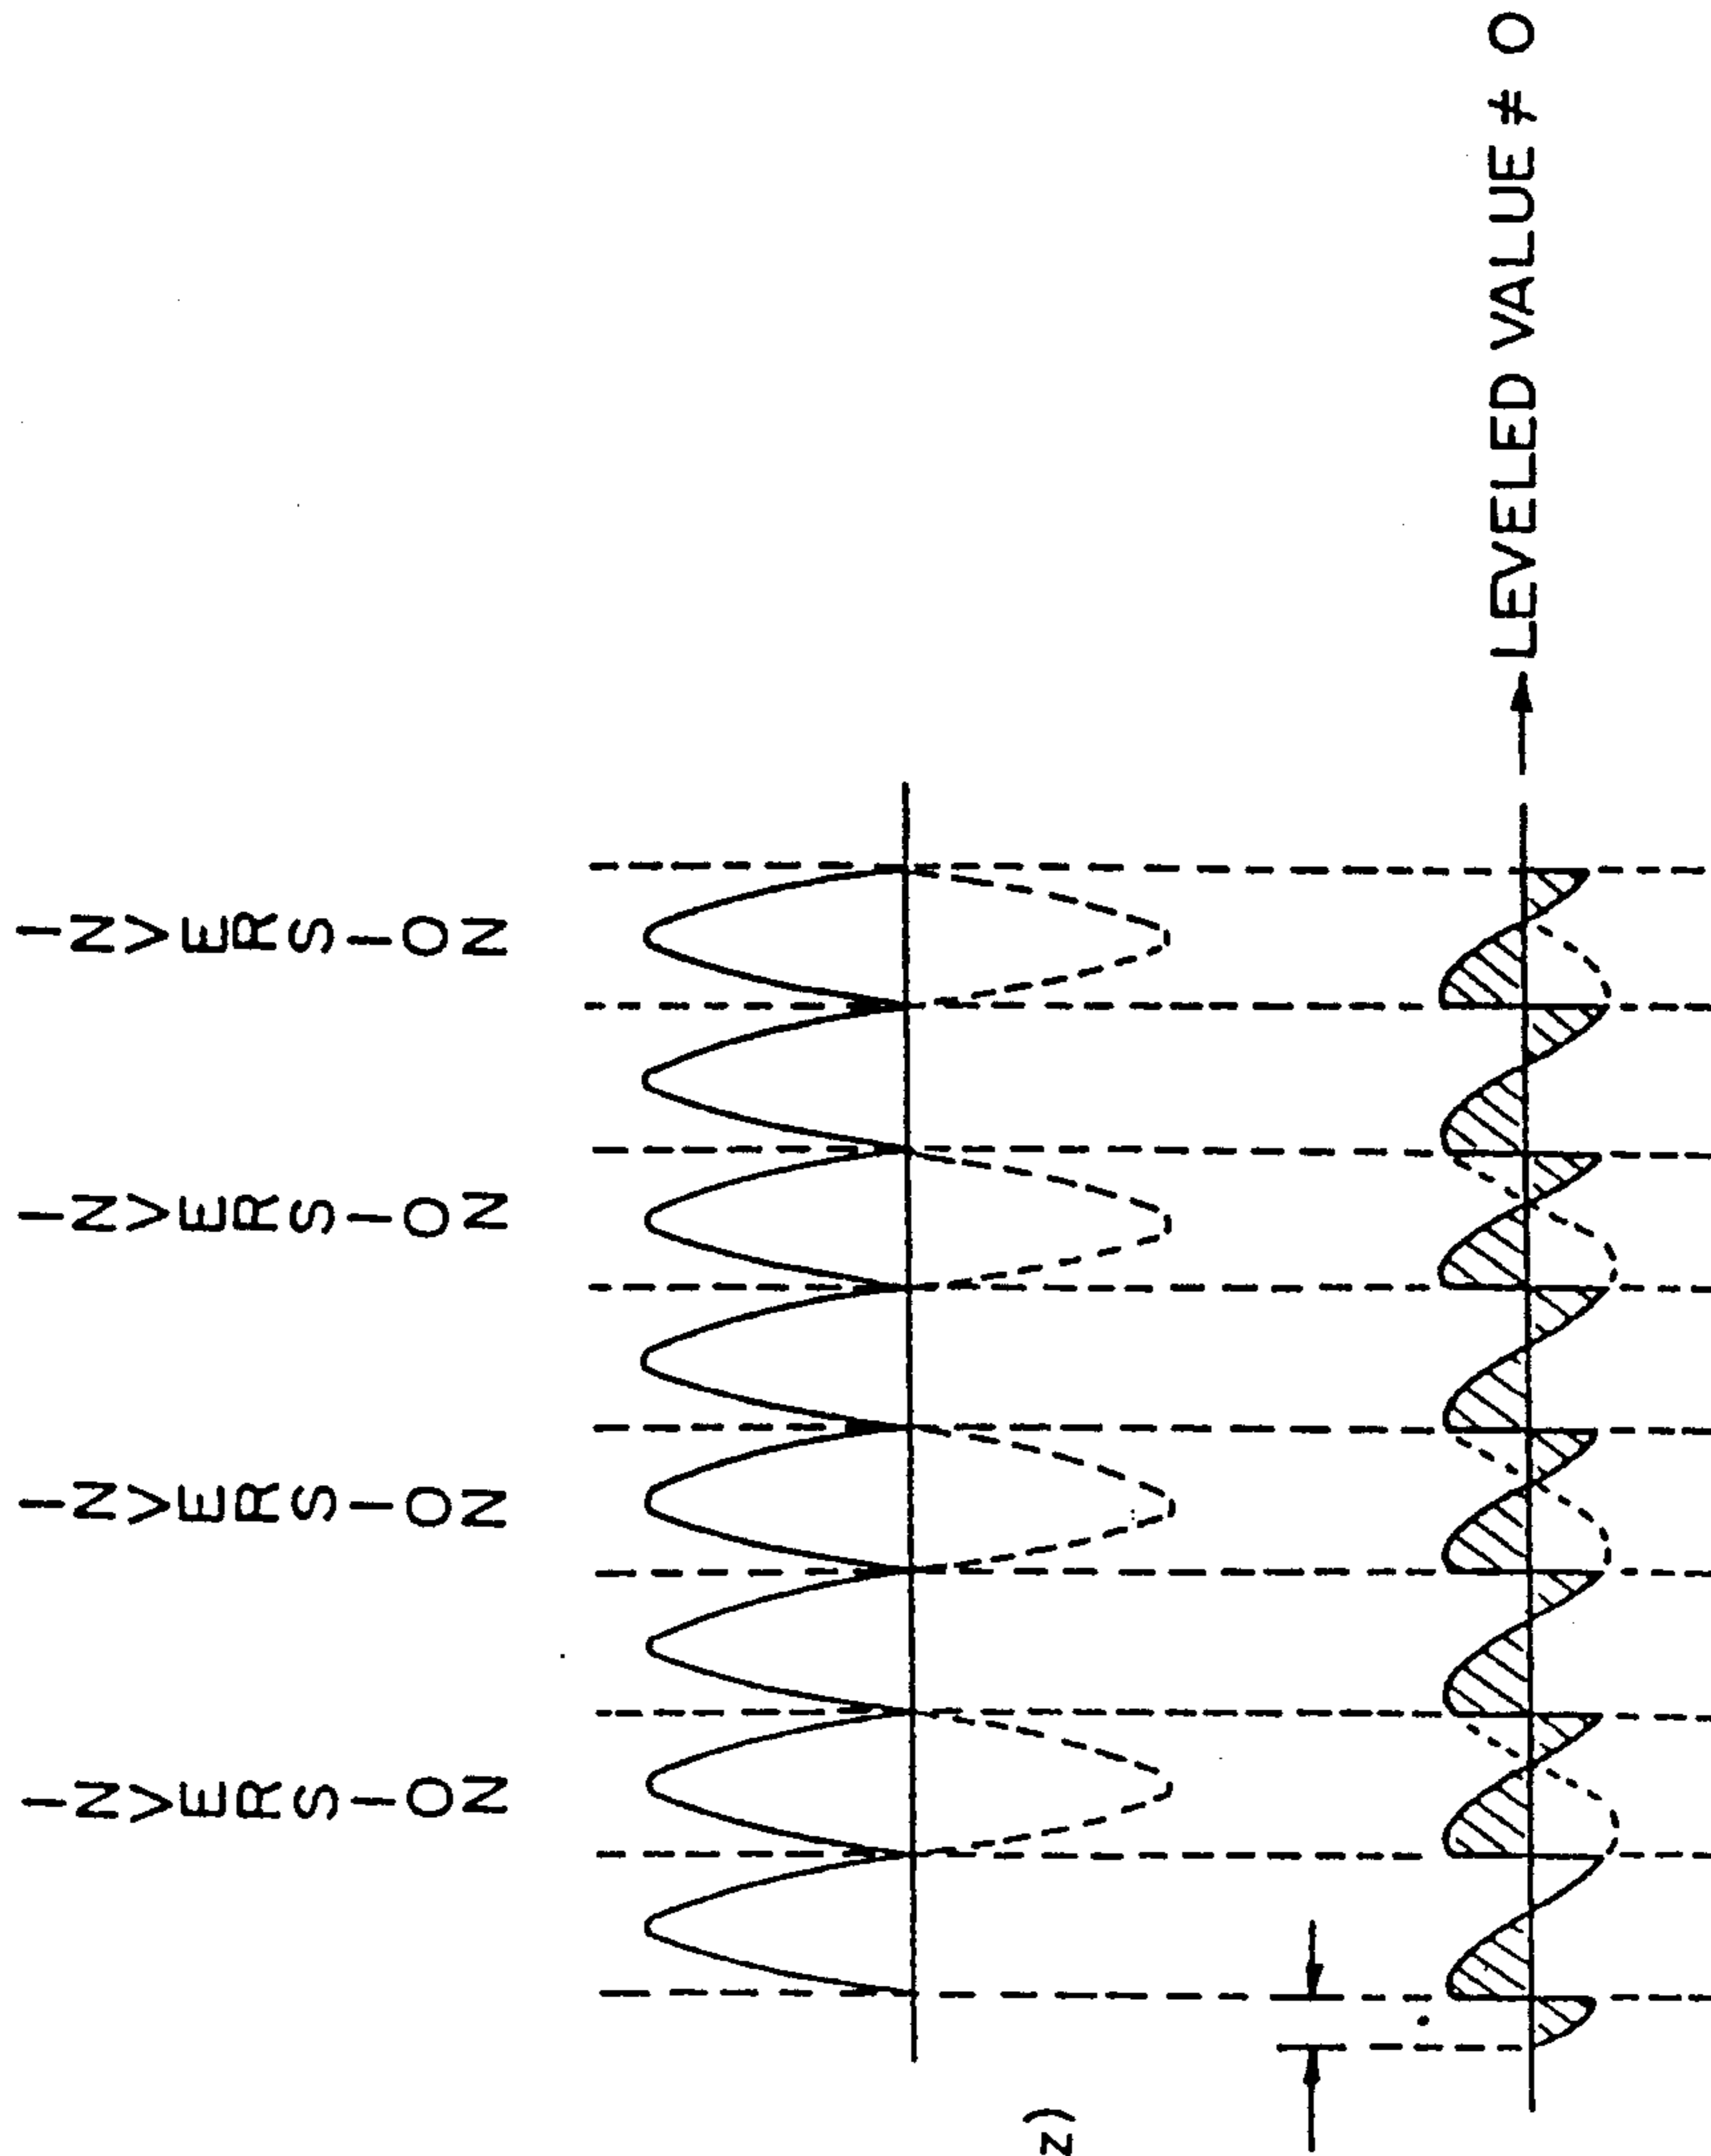 INVERSION
INVERSION
INVERSION
INVERSION
z)
LEVELED VALUE ≠ 0